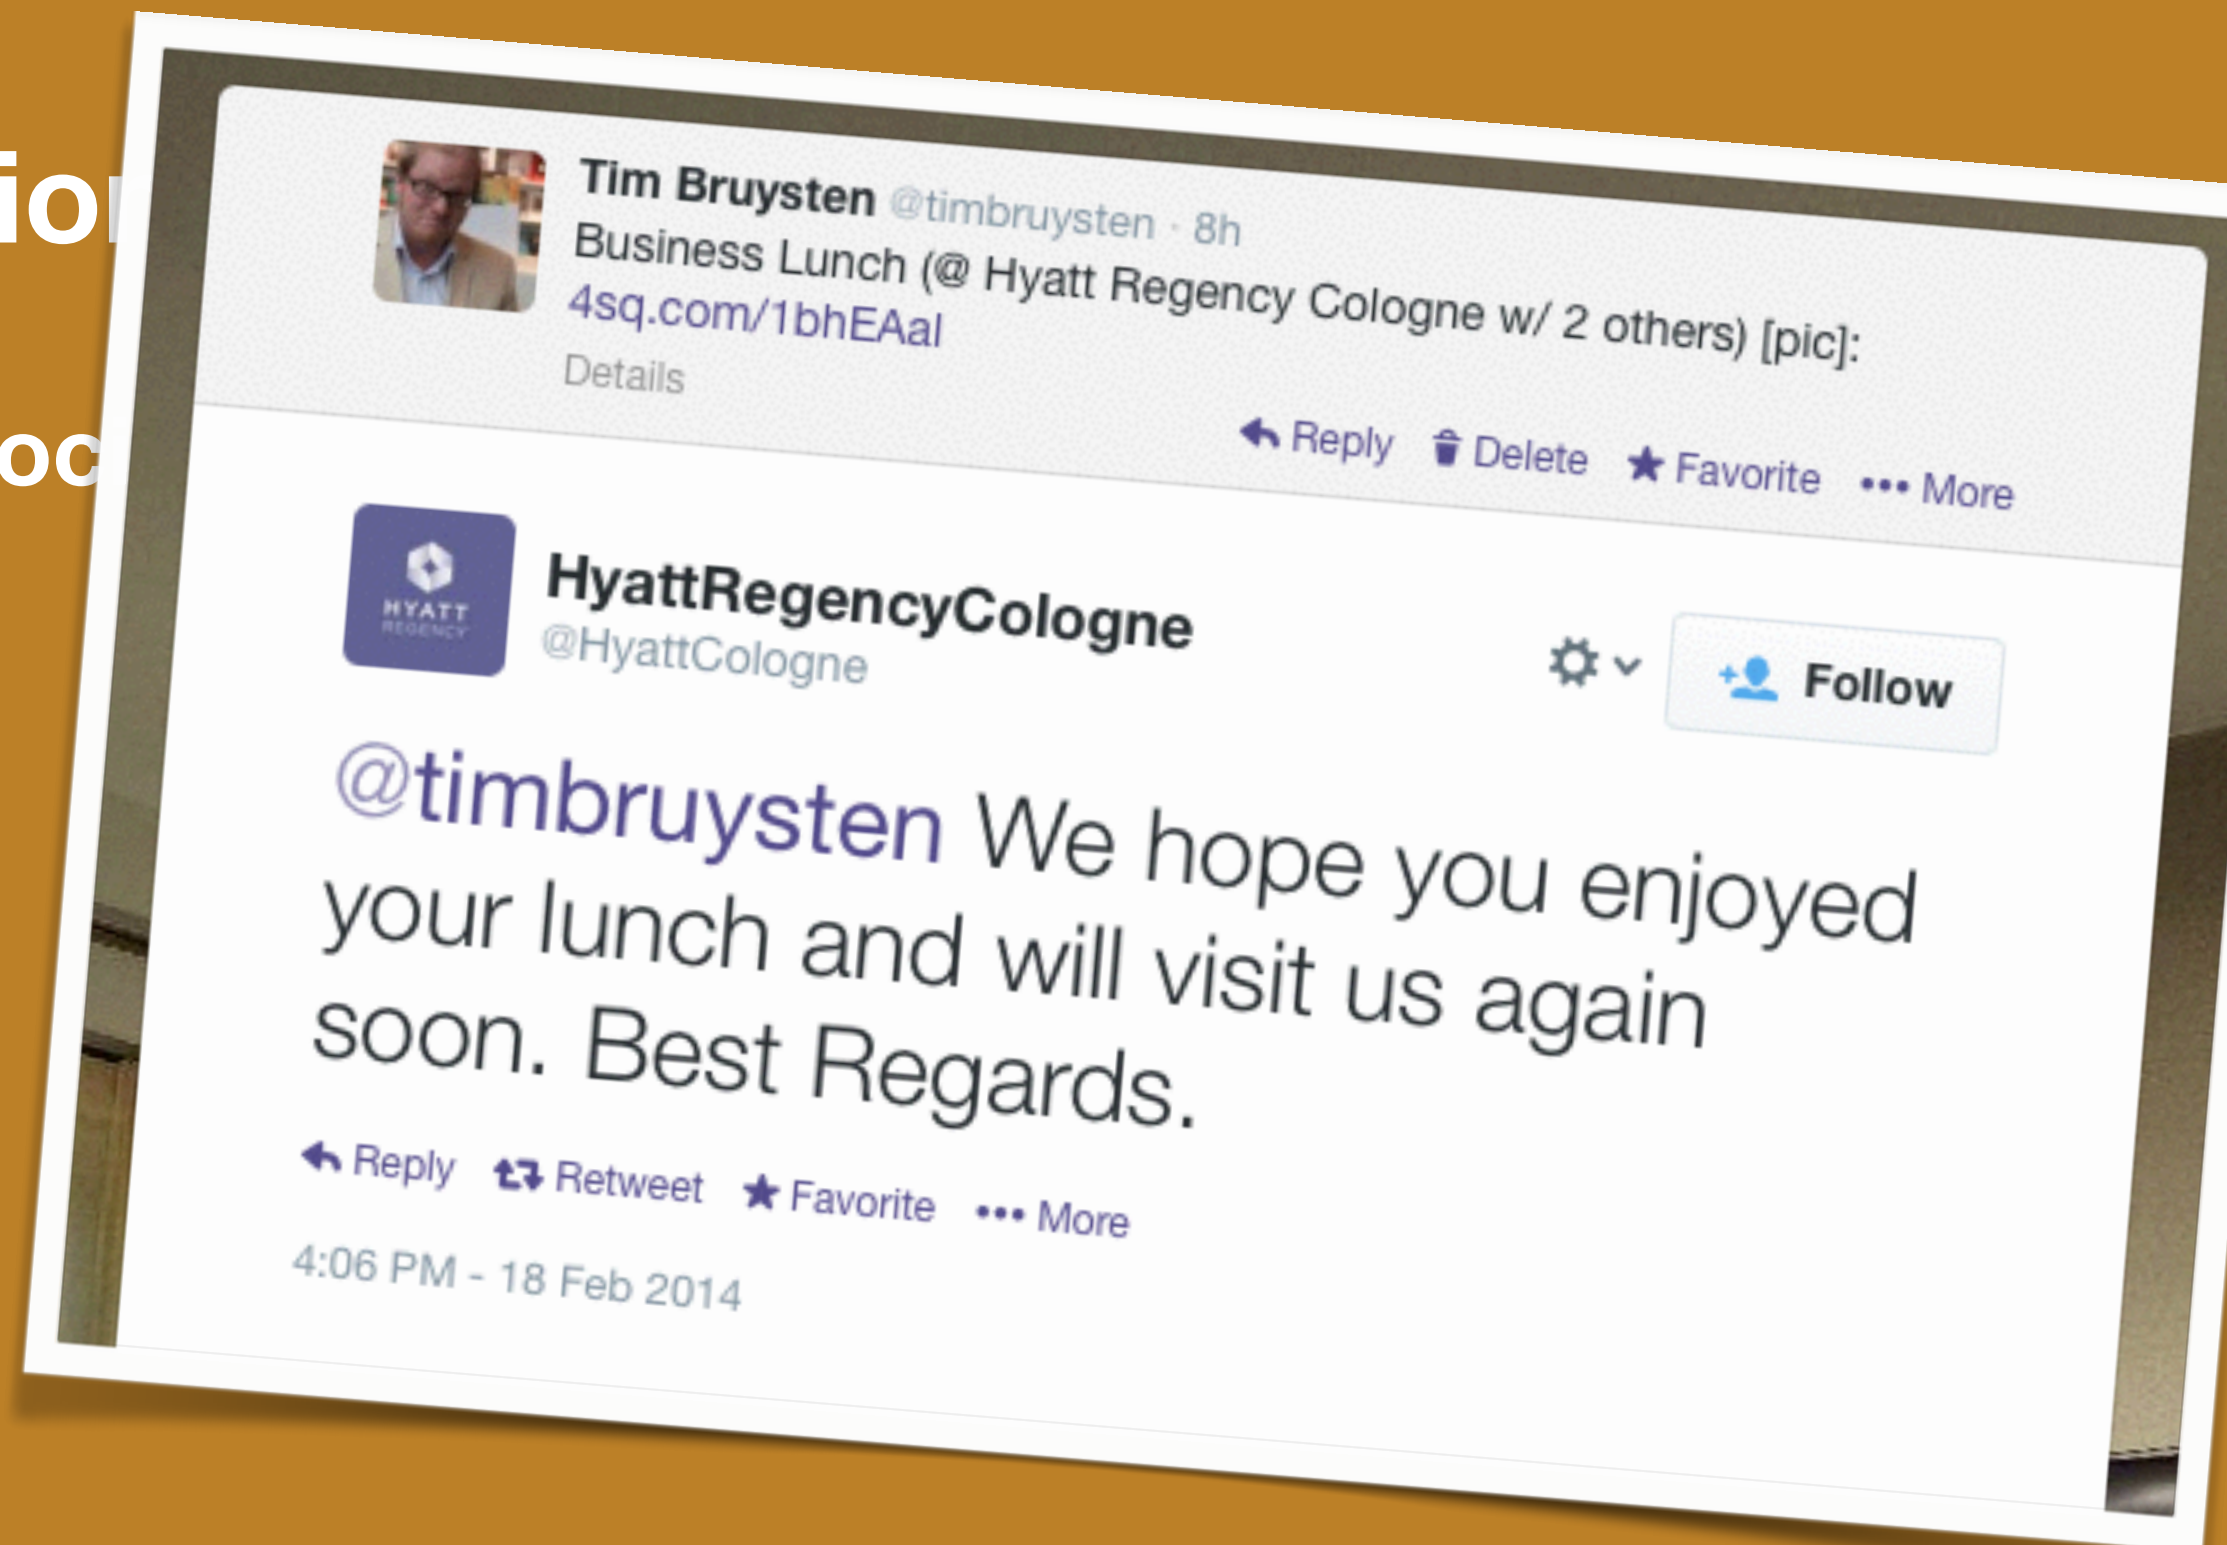 Tim Bruysten @timbruysten · 8h
Business Lunch (@ Hyatt Regency Cologne w/ 2 others) [pic]:
4sq.com/1bhEAal
Details
Reply Delete Favorite ••• More
HYATT
REGENCY
HyattRegencyCologne
@HyattCologne
Follow
@timbruysten We hope you enjoyed
your lunch and will visit us again
soon. Best Regards.
Reply Retweet Favorite ••• More
4:06 PM - 18 Feb 2014